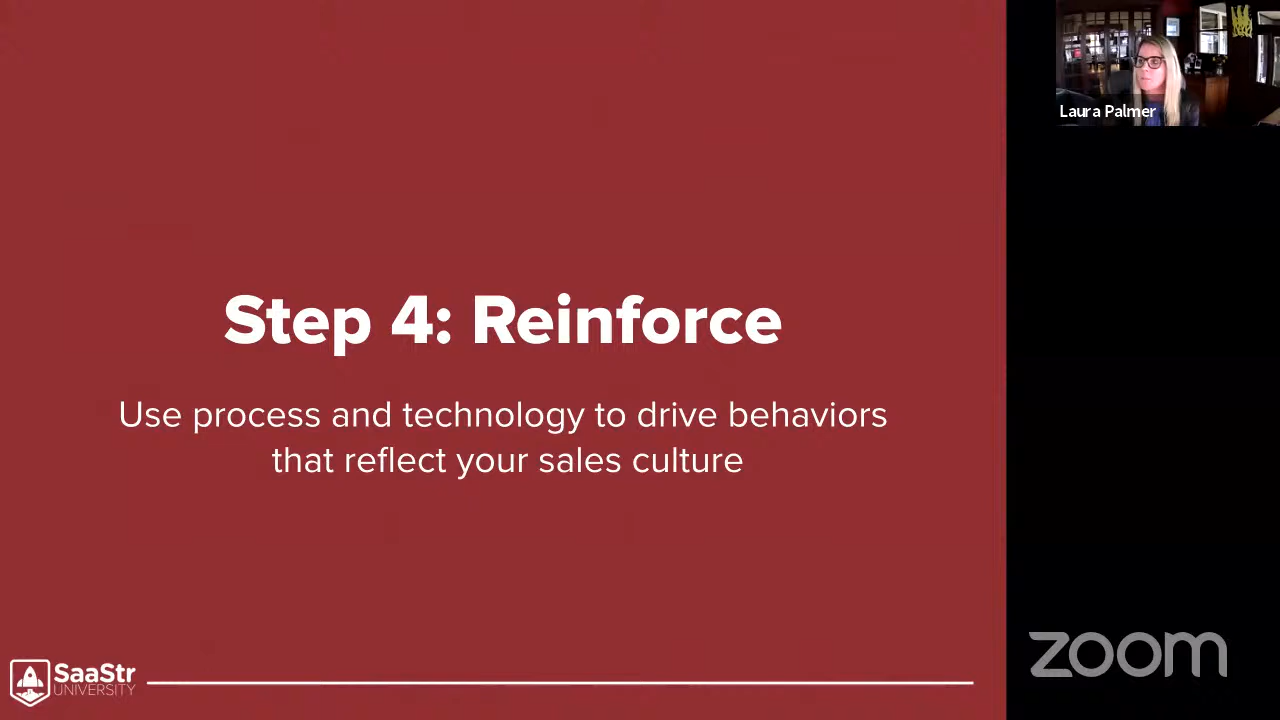 Laura Palmer
Step 4: Reinforce
Use process and technology to drive behaviors
that reflect your sales culture
SaaStr
UNIVERSITY
zoom